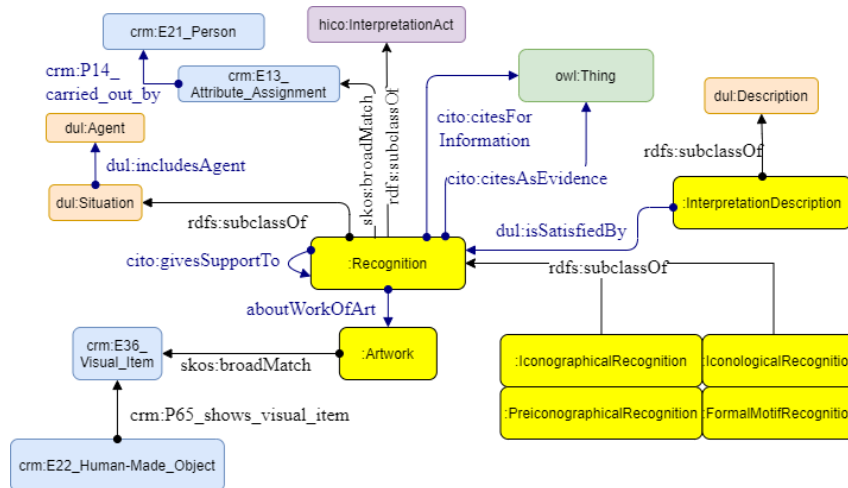 crm:E21_Person
hico:InterpretationAct
crm:P14_
carried_out_by
crm:E13_
Attribute_Assignment
owl:Thing
dul:Description
dul:Agent
cito:citesFor
Information
skos:broadMatch
rdfs:subclassOf
rdfs:subclassOf
dul:includesAgent
cito:citesAsEvidence
dul:Situation
:InterpretationDescription
rdfs:subclassOf
dul:isSatisfiedBy
cito:givesSupportTo
:Recognition
rdfs:subclassOf
aboutWorkOfArt
crm:E36_
Visual_Item
skos:broadMatch
:Artwork
:IconographicalRecognition
:IconologicalRecognition
crm:P65_shows_visual_item
:PreiconographicalRecognition
:FormalMotifRecognition
crm:E22_Human-Made_Object